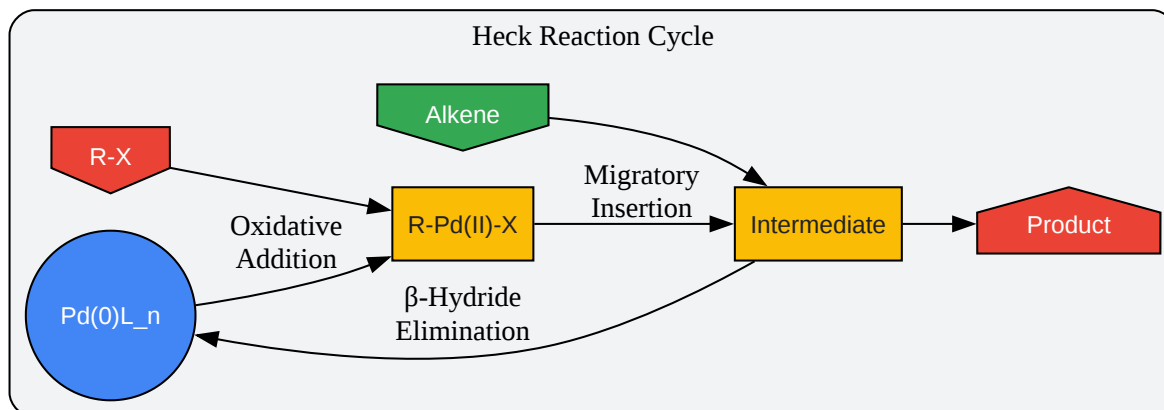 Heck Reaction Cycle
Alkene
R-X
Migratory
Insertion
Oxidative
Addition
R-Pd(II)-X
Intermediate
Product
β-Hydride
Elimination
Pd(0)L_n